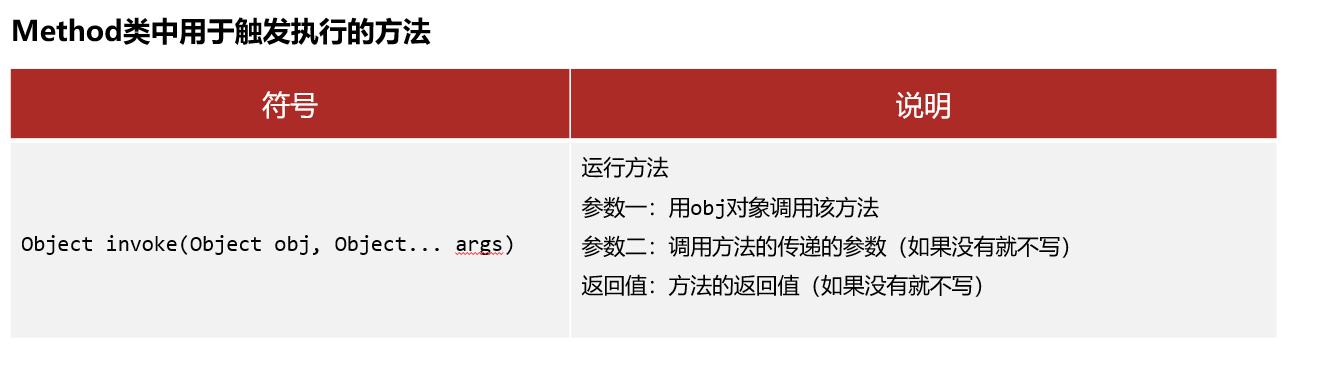 Method类中用于触发执行的方法
符号
说明
Object invoke(Object obj, Object... args)
运行方法
参数一：用obj对象调用该方法
参数二：调用方法的传递的参数（如果没有就不写）
返回值：方法的返回值（如果没有就不写）